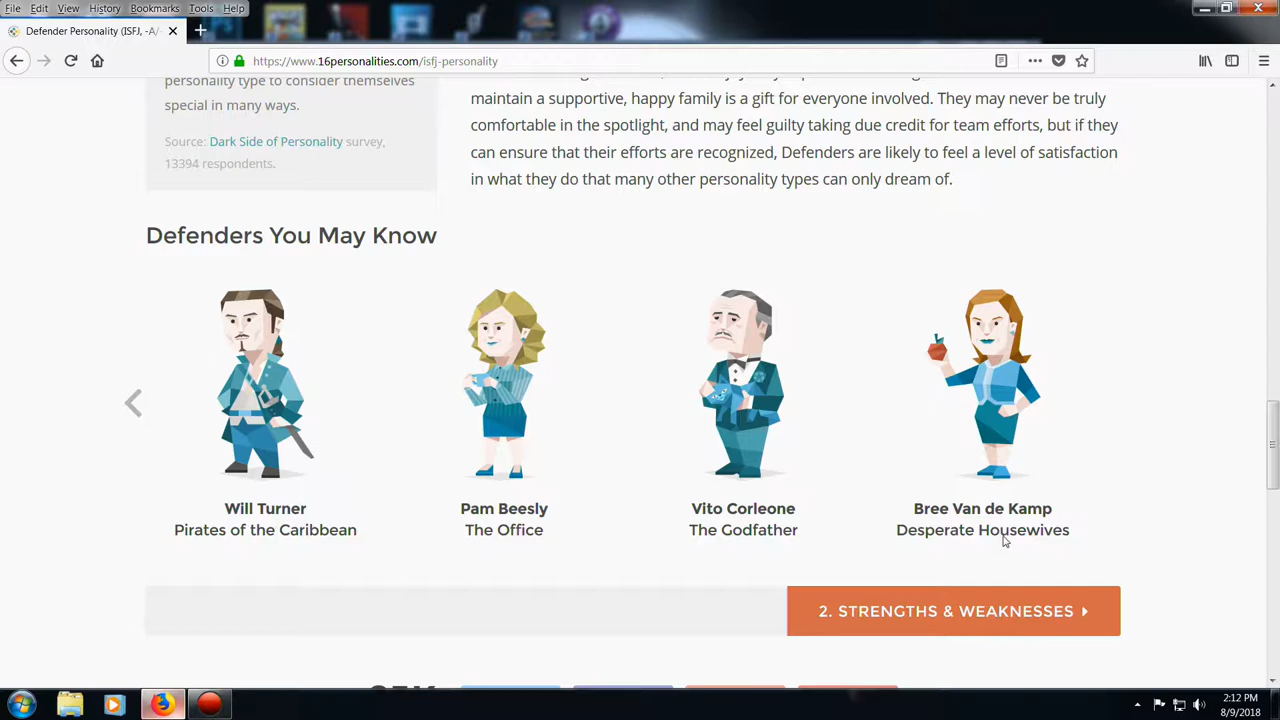 File Edit View History Bookmarks Tools Help
Defender Personality (ISFJ, -A/-
https://www.16personalities.com/isfj-personality
personality type to consider themselves
special in many ways.
Source: Dark Side of Personality survey,
13394 respondents.
maintain a supportive, happy family is a gift for everyone involved. They may never be truly
comfortable in the spotlight, and may feel guilty taking due credit for team efforts, but if they
can ensure that their efforts are recognized, Defenders are likely to feel a level of satisfaction
in what they do that many other personality types can only dream of.
Defenders You May Know
Will Turner
Pirates of the Caribbean
Pam Beesly
The Office
Vito Corleone
The Godfather
Bree Van de Kamp
Desperate Housewives
2. STRENGTHS & WEAKNESSES
2:12 PM
8/9/2018